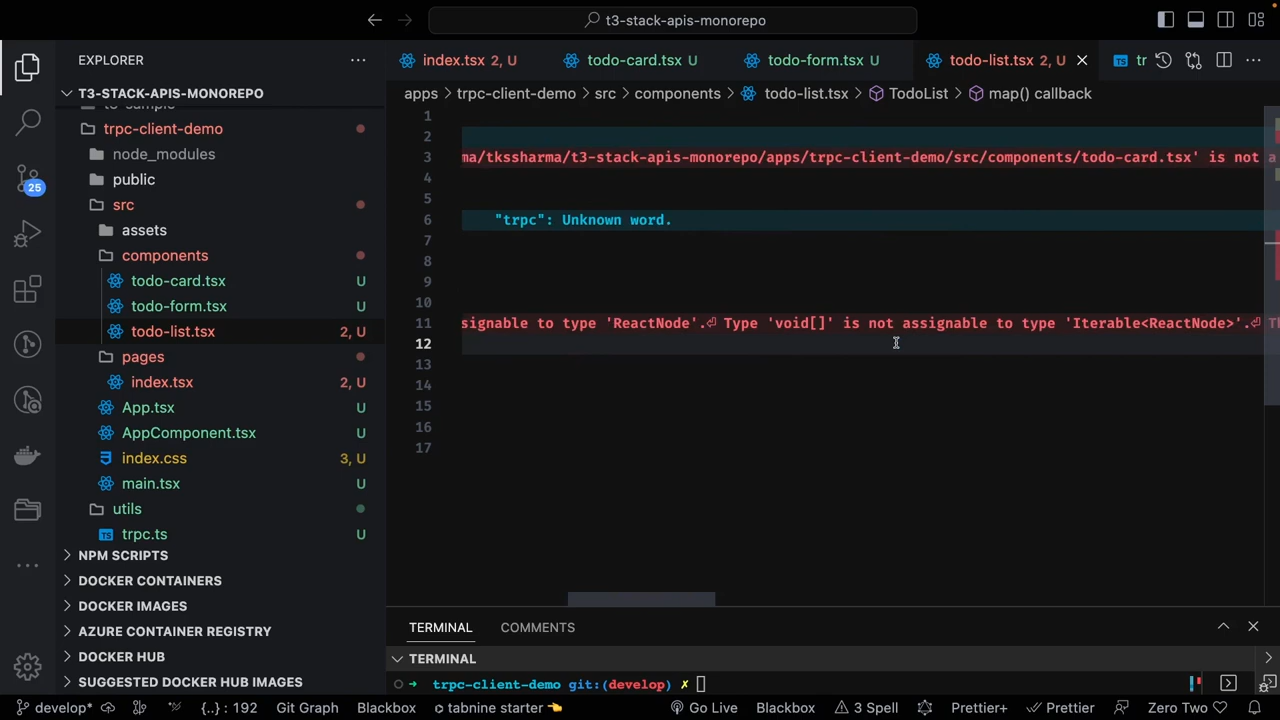 t3-stack-apis-monorepo
EXPLORER
T3-STACK-APIS-MONOREPO
t3-sample
trpc-client-demo
node_modules
public
src
assets
components
todo-card.tsx U
todo-form.tsx U
todo-list.tsx 2, U
pages
index.tsx 2, U
App.tsx U
AppComponent.tsx U
index.css 3, U
main.tsx U
utils
trpc.ts U
NPM SCRIPTS
DOCKER CONTAINERS
DOCKER IMAGES
AZURE CONTAINER REGISTRY
DOCKER HUB
SUGGESTED DOCKER HUB IMAGES
25
index.tsx 2, U
todo-card.tsx U
todo-form.tsx U
todo-list.tsx 2, U
TS tr
apps > trpc-client-demo > src > components > todo-list.tsx > TodoList > map() callback
1
2
3 ma/tkssharma/t3-stack-apis-monorepo/apps/trpc-client-demo/src/components/todo-card.tsx' is not a
4
5
6 "trpc": Unknown word.
7
8
9
10
11 signable to type 'ReactNode'.⏎ Type 'void[]' is not assignable to type 'Iterable<ReactNode>'.⏎ Th
12
13
14
15
16
17
TERMINAL COMMENTS
TERMINAL
trpc-client-demo git:(develop) ✗
develop* {..} : 192 Git Graph Blackbox tabnine starter Go Live Blackbox 3 Spell Prettier+ Prettier Zero Two